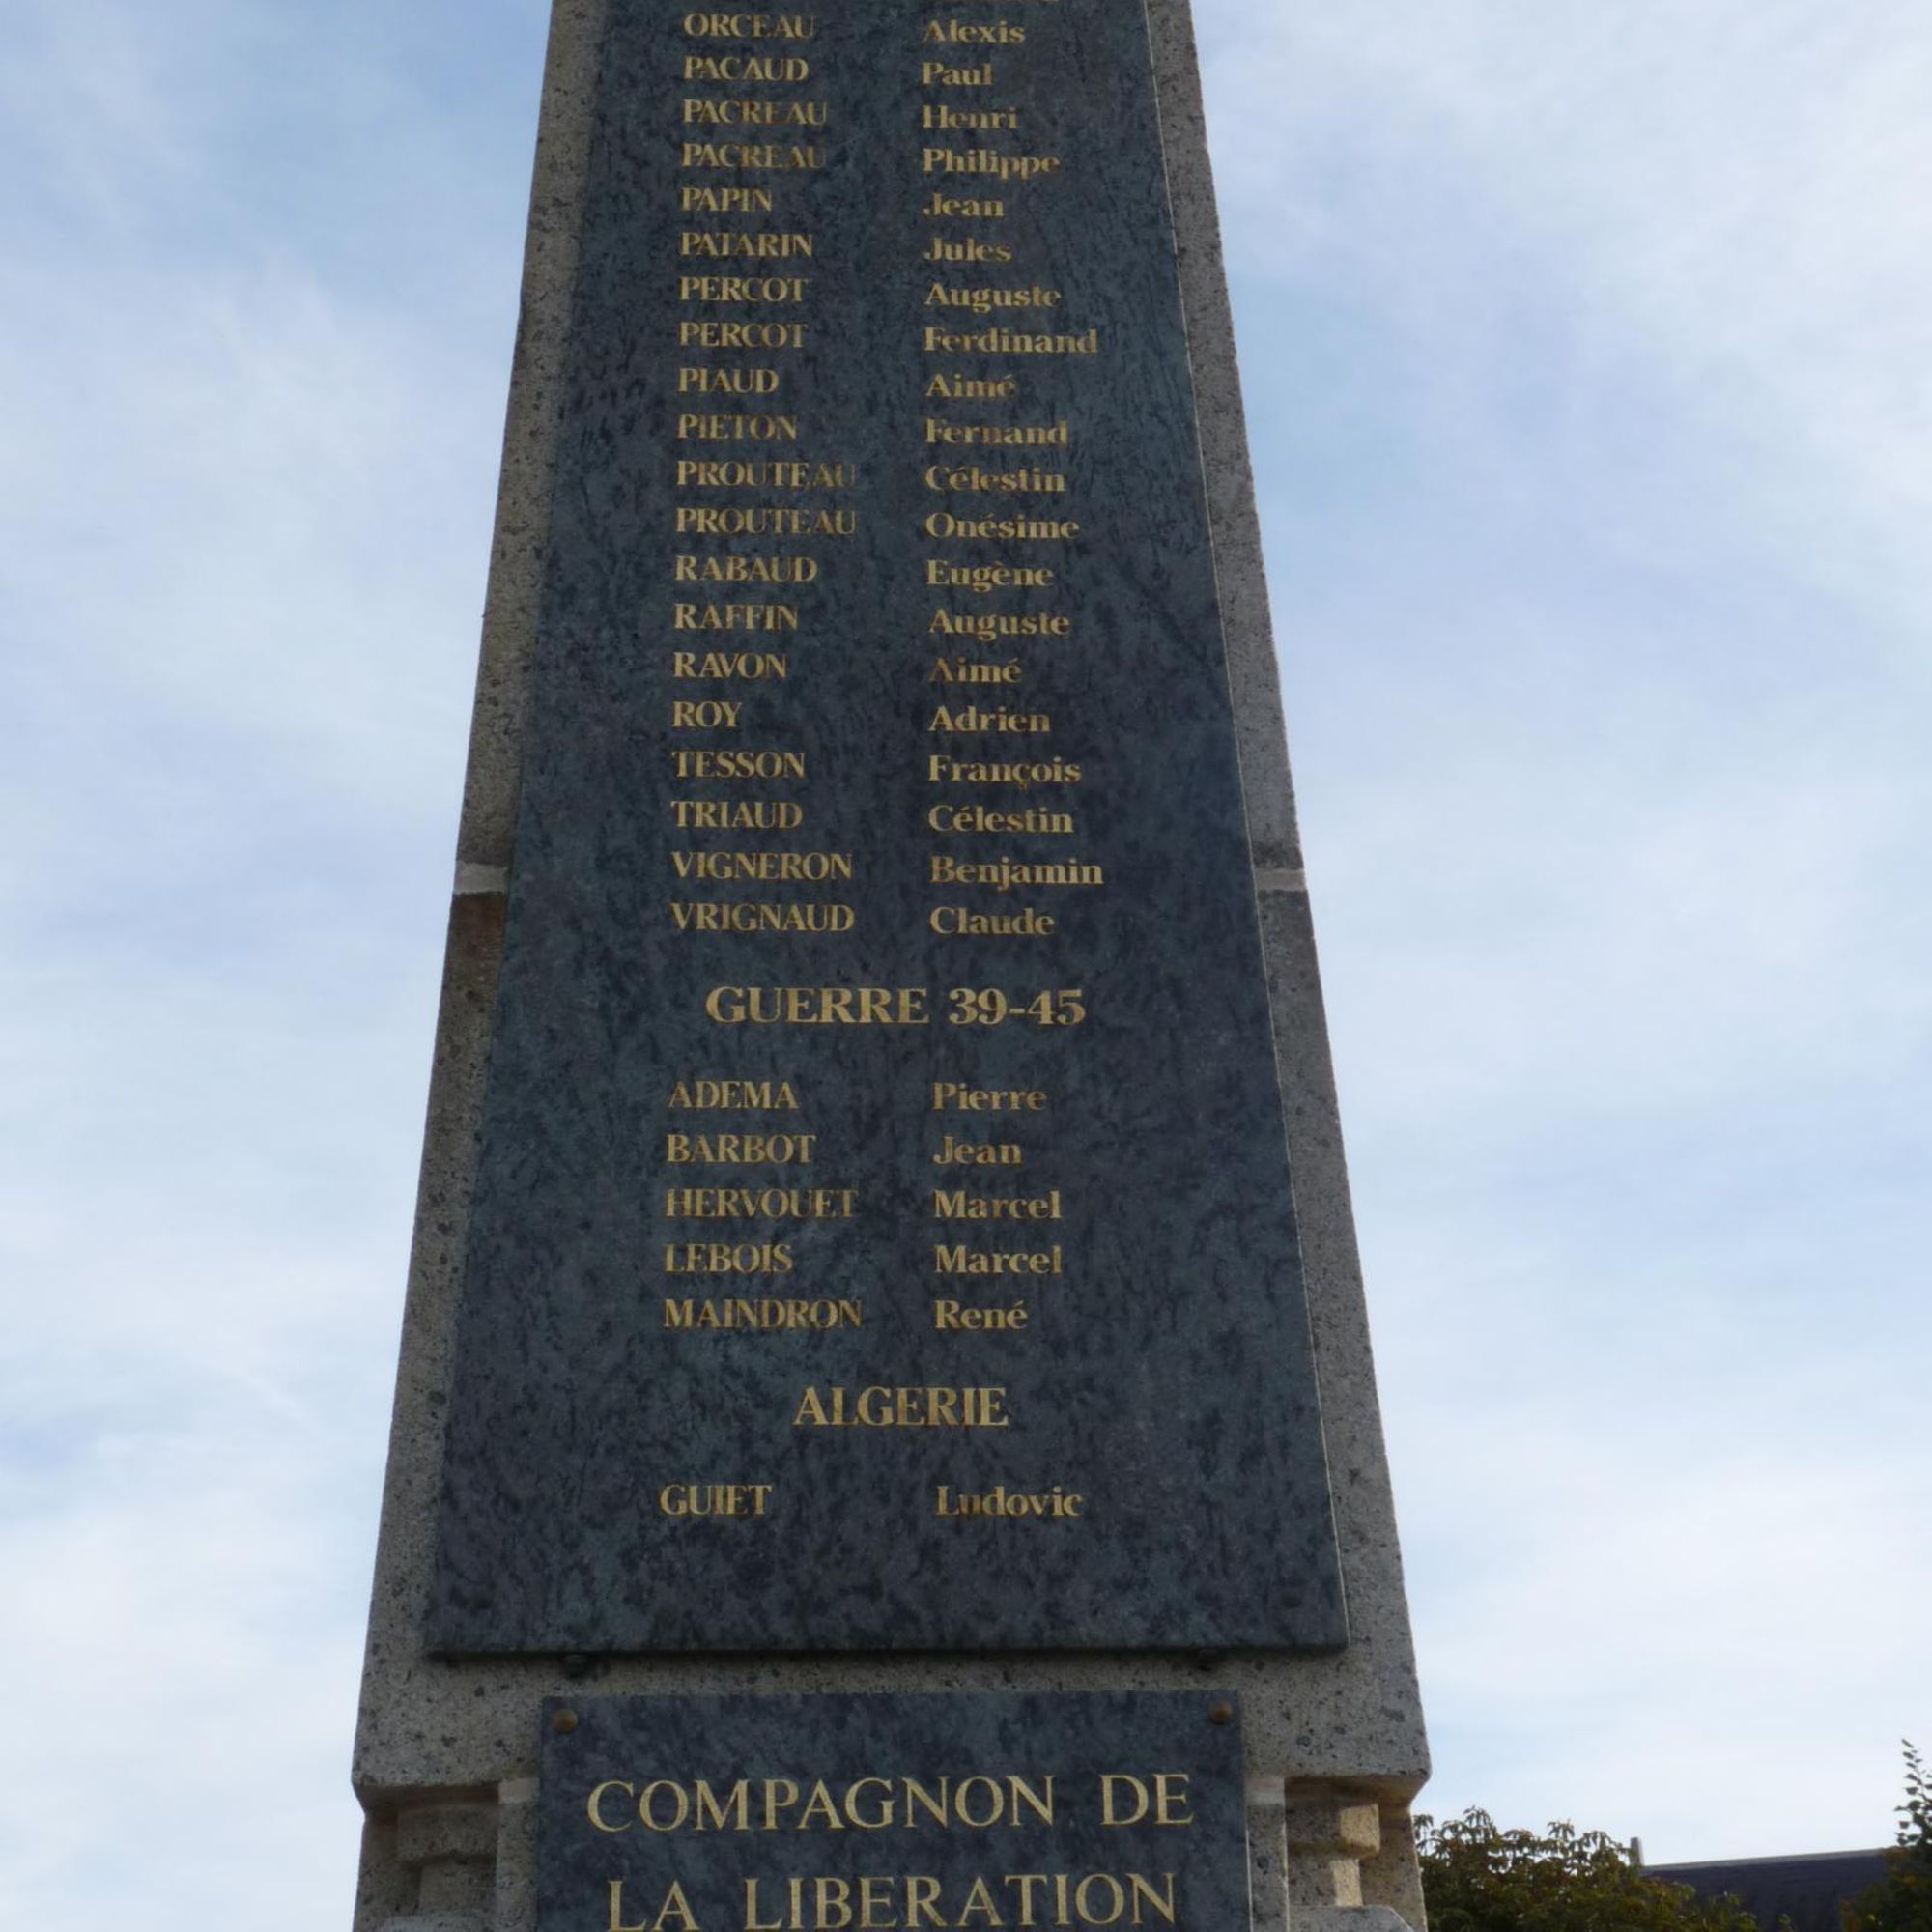 ORCEAU Alexis
PACAUD Paul
PACREAU Henri
PACREAU Philippe
PAPIN Jean
PATARIN Jules
PERCOT Auguste
PERCOT Ferdinand
PIAUD Aimé
PIETON Fernand
PROUTEAU Célestin
PROUTEAU Onésime
RABAUD Eugène
RAFFIN Auguste
RAVON Aimé
ROY Adrien
TESSON François
TRIAUD Célestin
VIGNERON Benjamin
VRIGNAUD Claude
GUERRE 39-45
ADEMA Pierre
BARBOT Jean
HERVOUET Marcel
LEBOIS Marcel
MAINDRON René
ALGERIE
GUIET Ludovic
COMPAGNON DE
LA LIBERATION